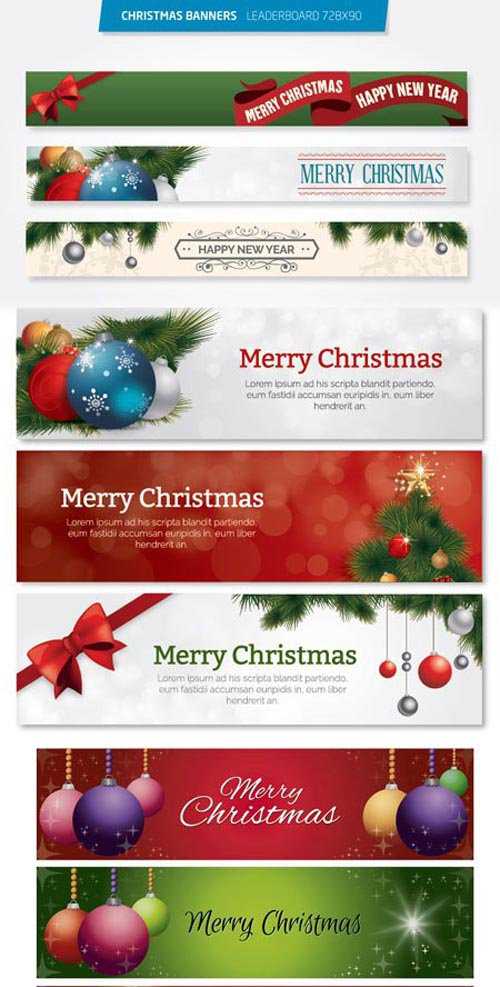 CHRISTMAS BANNERS LEADERBOARD 728X90
MERRY CHRISTMAS HAPPY NEW YEAR
MERRY CHRISTMAS
HAPPY NEW YEAR
Merry Christmas
Lorem ipsum ad his scripta blandit partiendo,
eum fastidii accumsan euripidis in, eum liber
hendrerit an.
Merry Christmas
Lorem ipsum ad his scripta blandit partiendo,
eum fastidii accumsan euripidis in, eum liber
hendrerit an.
Merry Christmas
Lorem ipsum ad his scripta blandit partiendo,
eum fastidii accumsan euripidis in, eum liber
hendrerit an.
Merry
Christmas
Merry Christmas